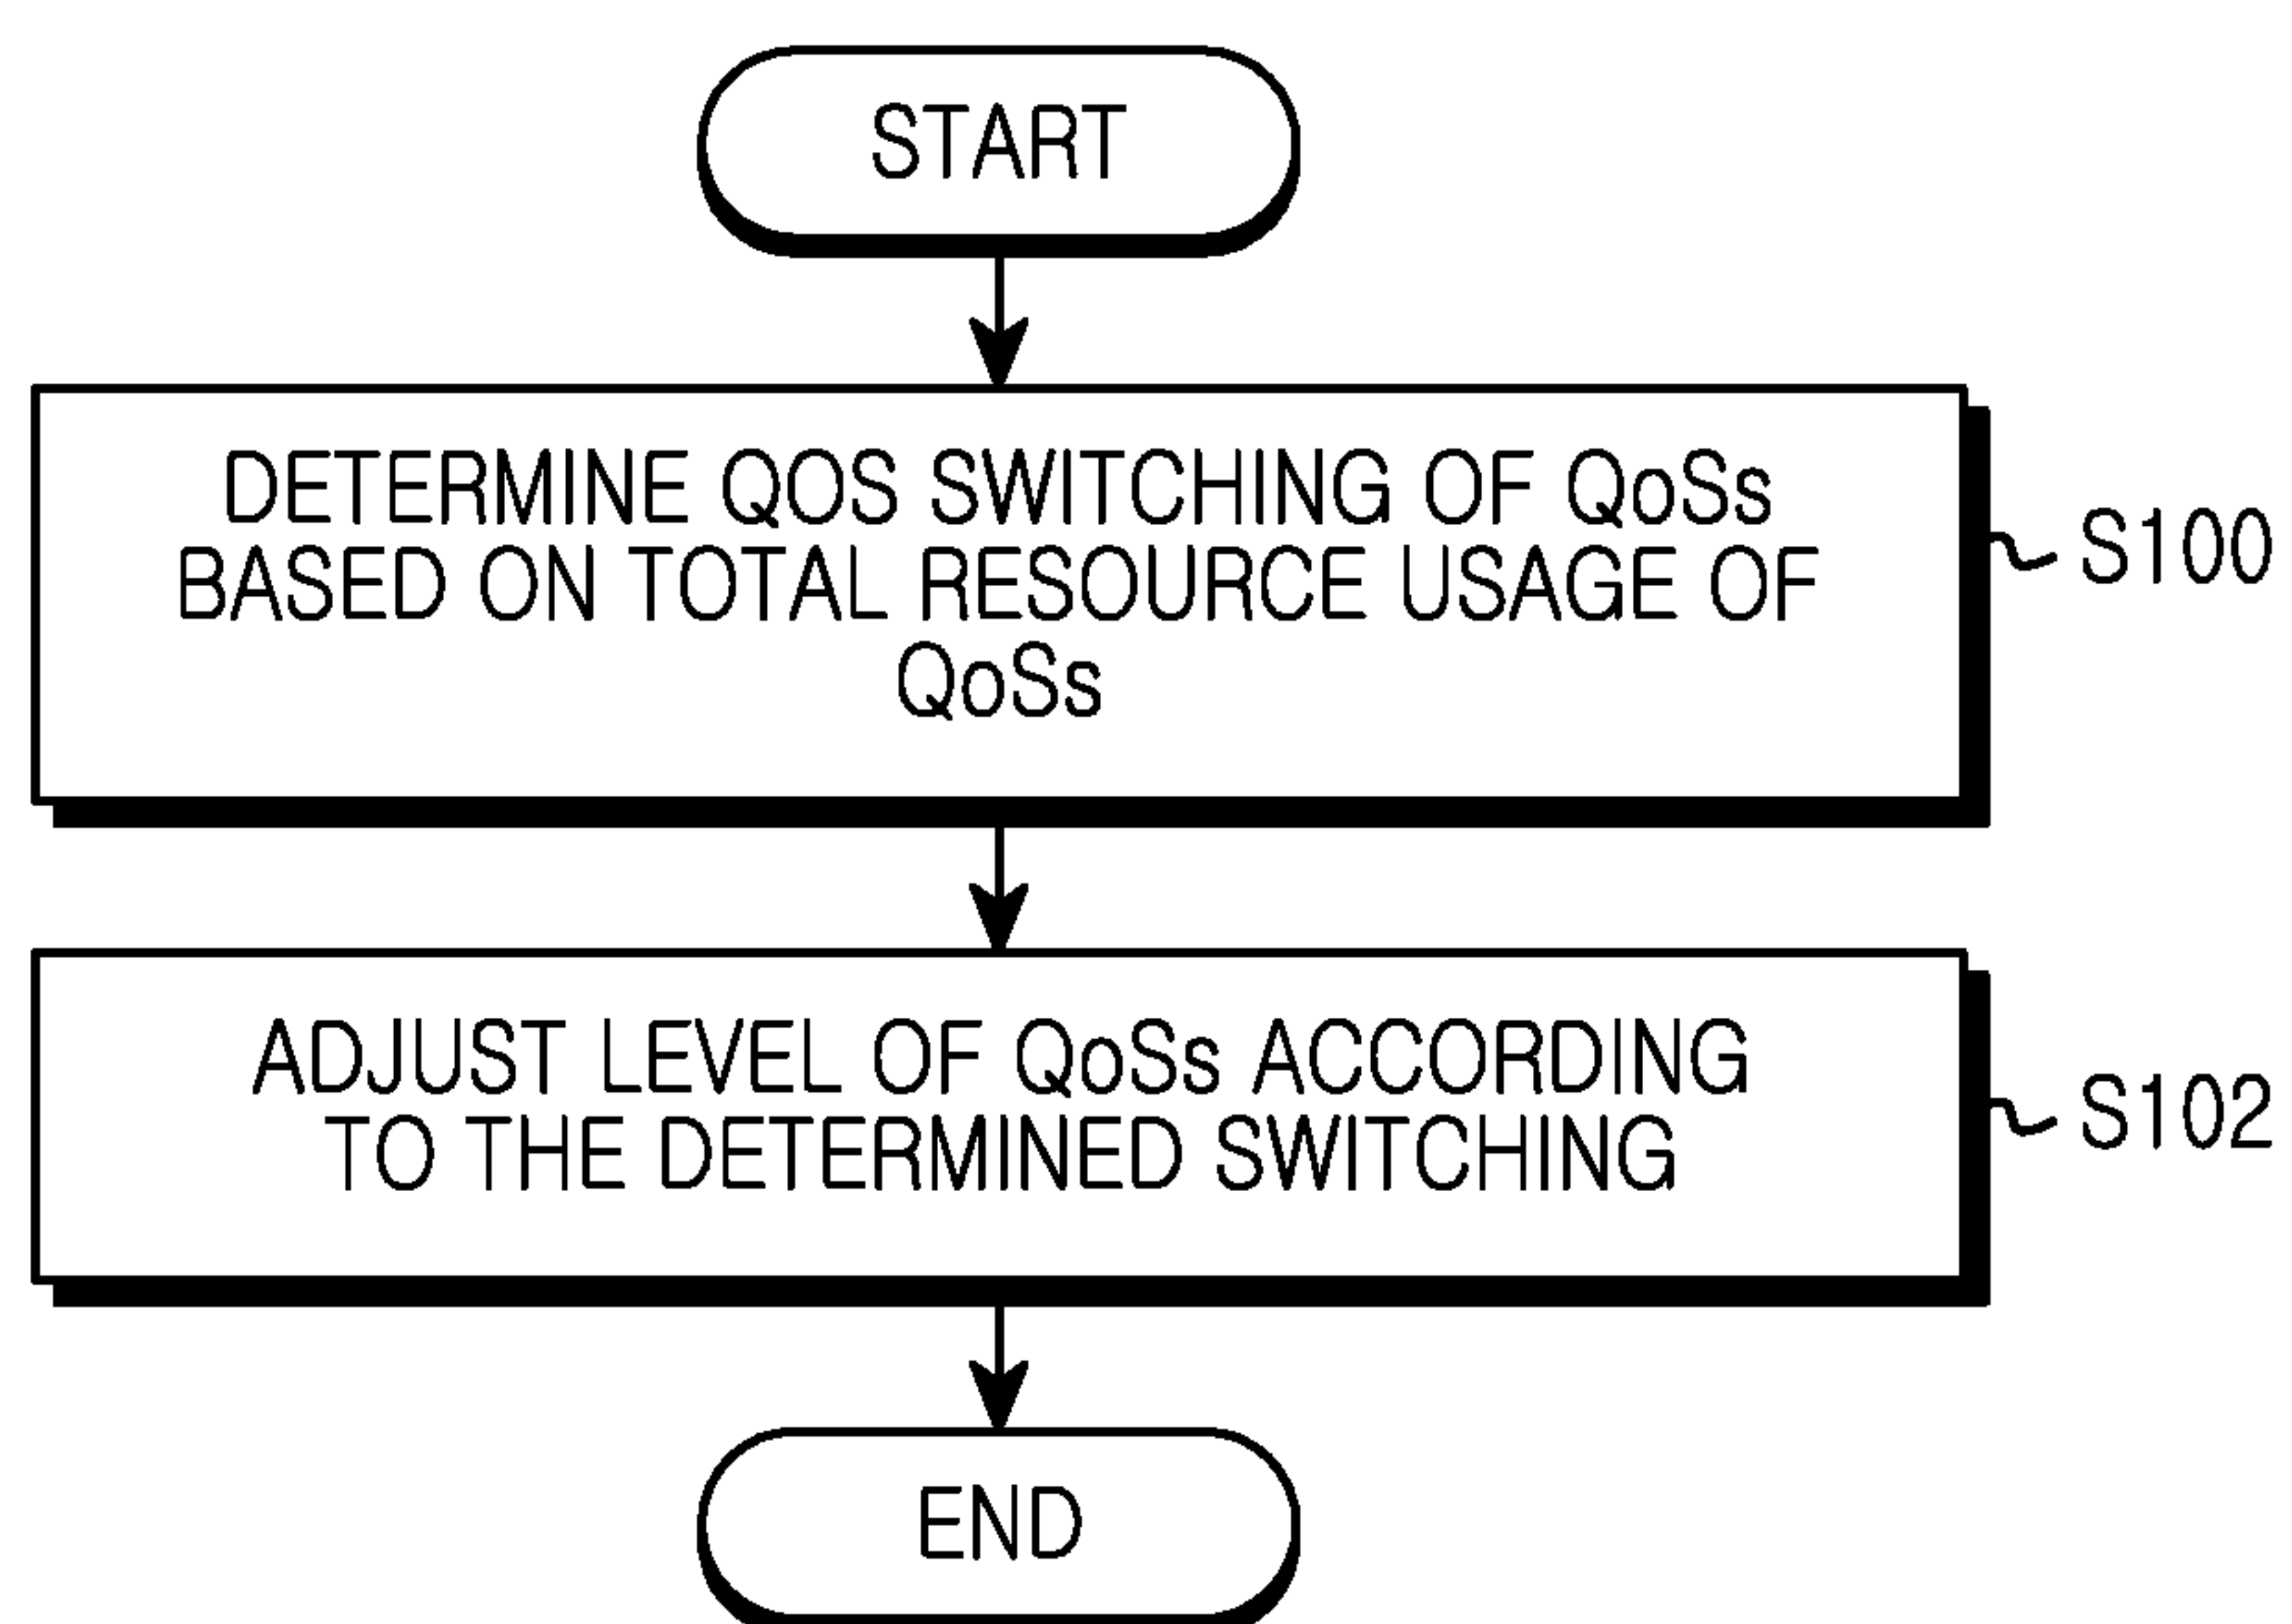 START
DETERMINE QOS SWITCHING OF QoSs
BASED ON TOTAL RESOURCE USAGE OF
QoSs
S100
ADJUST LEVEL OF QoSs ACCORDING
TO THE DETERMINED SWITCHING
S102
END